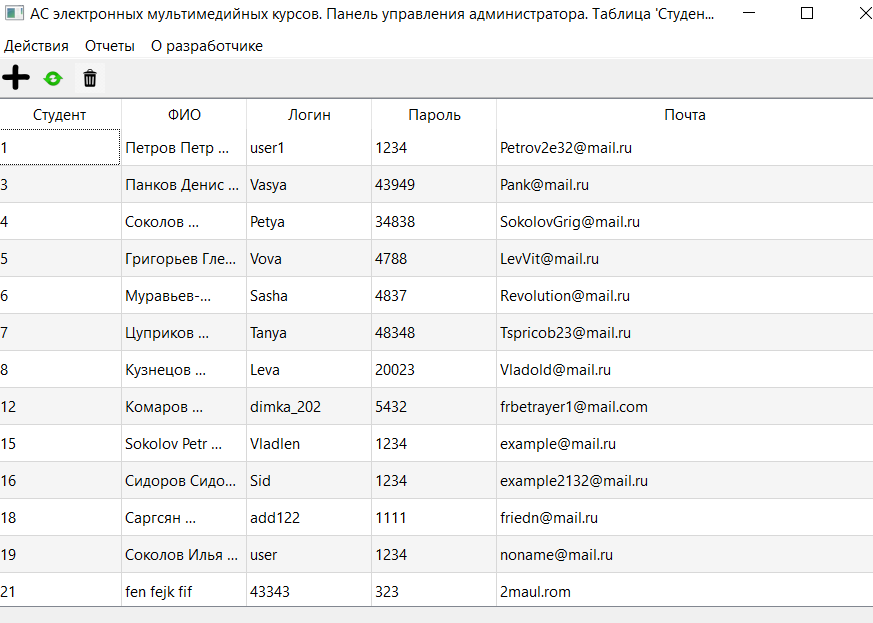 АС электронных мультимедийных курсов. Панель управления администратора. Таблица 'Студен...
Действия Отчеты О разработчике
Студент ФИО Логин Пароль Почта
1 Петров Петр ... user1 1234 Petrov2e32@mail.ru
3 Панков Денис ... Vasya 43949 Pank@mail.ru
4 Соколов ... Petya 34838 SokolovGrig@mail.ru
5 Григорьев Гле... Vova 4788 LevVit@mail.ru
6 Муравьев-... Sasha 4837 Revolution@mail.ru
7 Цуприков ... Tanya 48348 Tspricob23@mail.ru
8 Кузнецов ... Leva 20023 Vladold@mail.ru
12 Комаров ... dimka_202 5432 frbetrayer1@mail.com
15 Sokolov Petr ... Vladlen 1234 example@mail.ru
16 Сидоров Сидо... Sid 1234 example2132@mail.ru
18 Саргсян ... add122 1111 friedn@mail.ru
19 Соколов Илья ... user 1234 noname@mail.ru
21 fen fejk fif 43343 323 2maul.rom